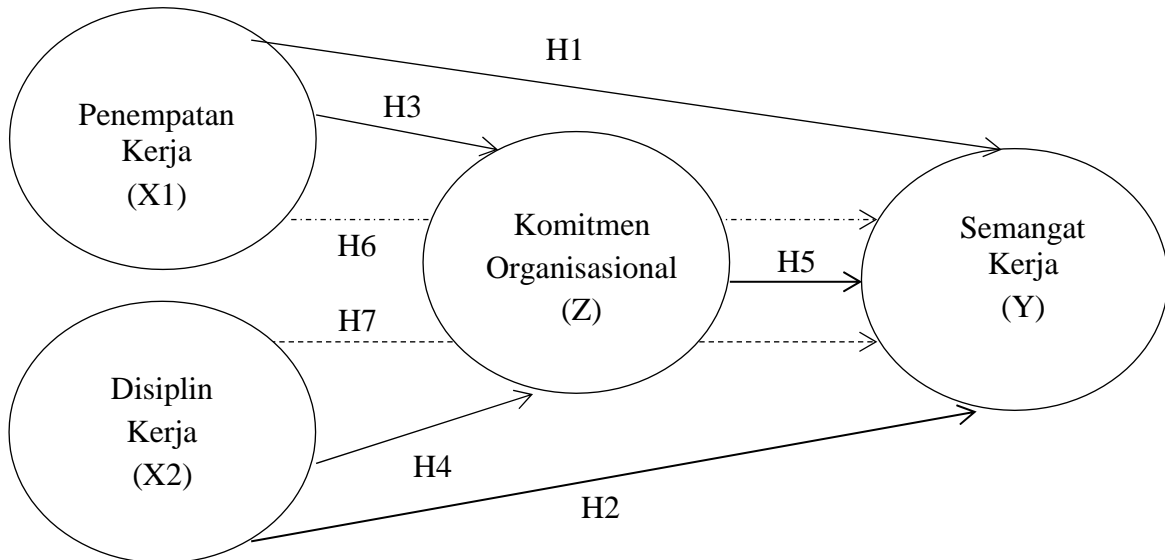 H1
Penempatan
Kerja
(X1)
H3
H6
Komitmen
Organisasional
(Z)
H5
Semangat
Kerja
(Y)
H7
Disiplin
Kerja
(X2)
H4
H2